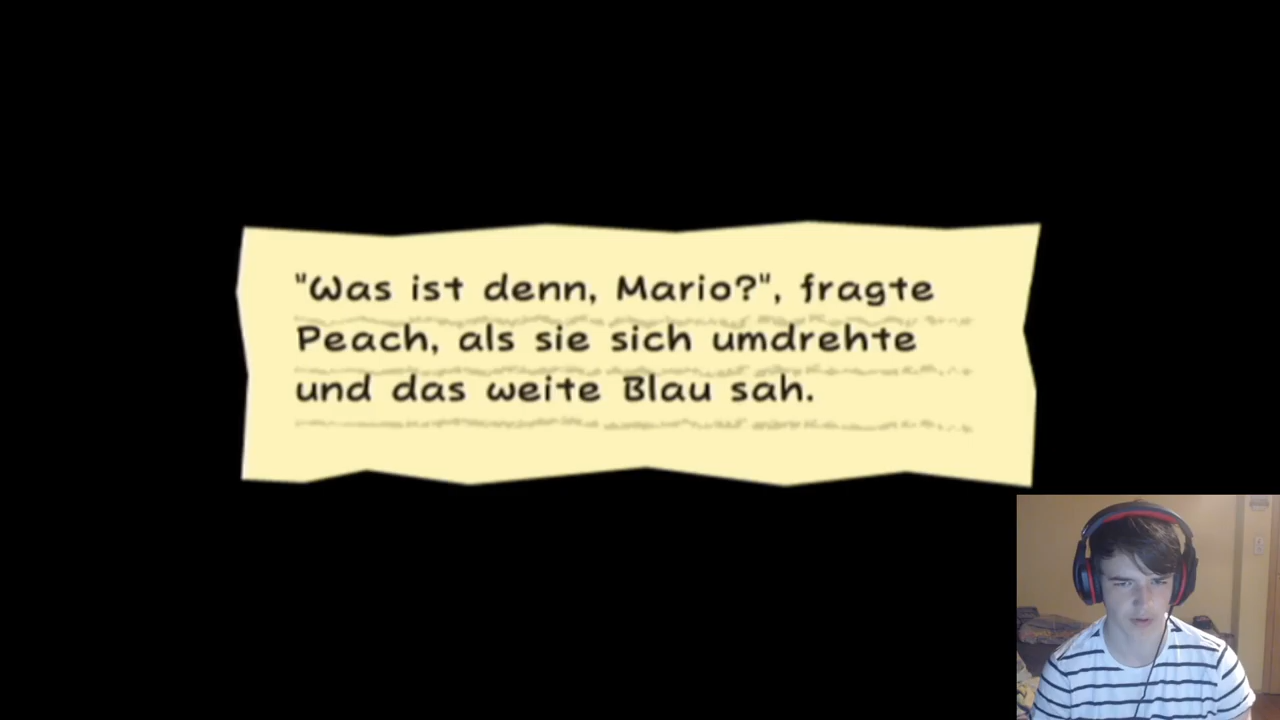 "Was ist denn, Mario?", fragte
Peach, als sie sich umdrehte
und das weite Blau sah.